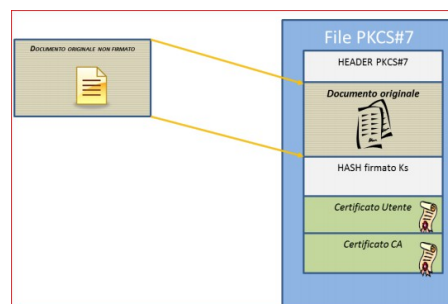 DOCUMENTO ORIGINALE NON FIRMATO
File PKCS#7
HEADER PKCS#7
Documento originale
HASH firmato Ks
Certificato Utente
Certificato CA